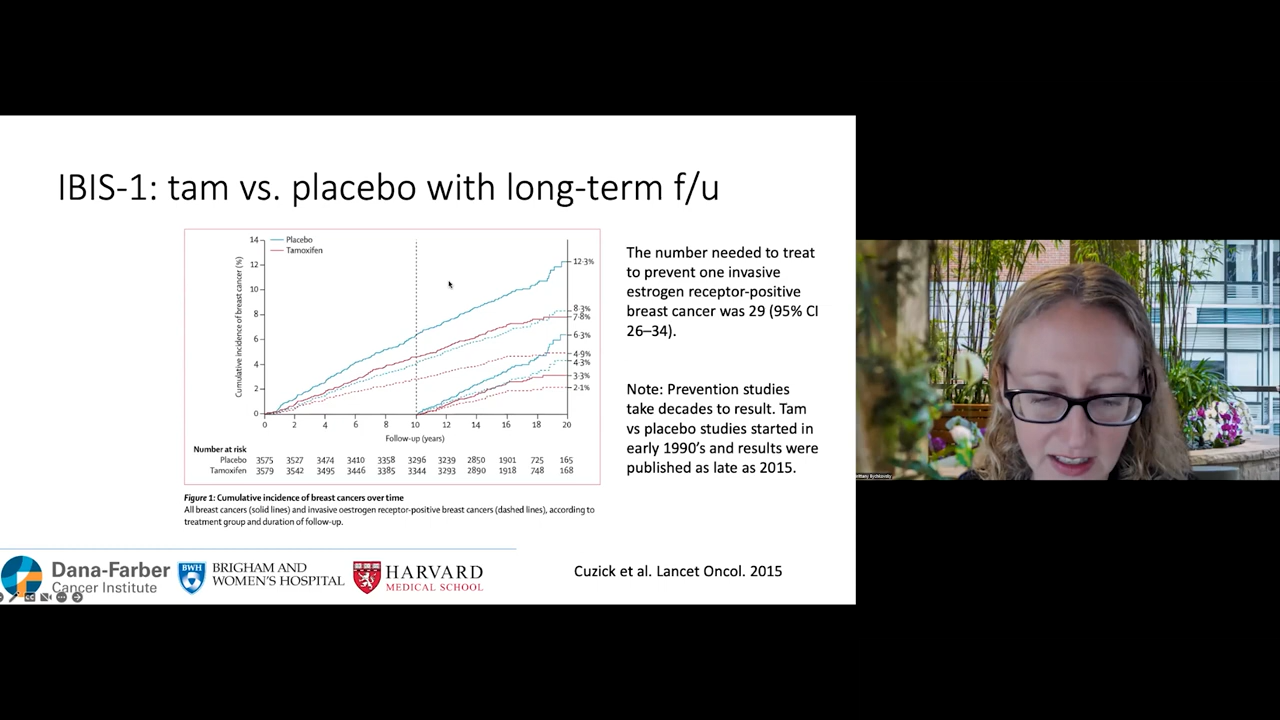 IBIS-1: tam vs. placebo with long-term f/u
Placebo
Tamoxifen
Cumulative incidence of breast cancer (%)
14
12
10
8
6
4
2
0
12·3%
8·3%
7·8%
6·3%
4·9%
4·3%
3·3%
2·1%
0 2 4 6 8 10 12 14 16 18 20
Follow-up (years)
Number at risk
Placebo 3575 3527 3474 3410 3358 3296 3239 2850 1901 725 165
Tamoxifen 3579 3542 3495 3446 3385 3344 3293 2890 1918 748 168
Figure 1: Cumulative incidence of breast cancers over time
All breast cancers (solid lines) and invasive oestrogen receptor-positive breast cancers (dashed lines), according to
treatment group and duration of follow-up.
The number needed to treat
to prevent one invasive
estrogen receptor-positive
breast cancer was 29 (95% CI
26–34).
Note: Prevention studies
take decades to result. Tam
vs placebo studies started in
early 1990’s and results were
published as late as 2015.
Dana-Farber
Cancer Institute
BWH
BRIGHAM AND
WOMEN'S HOSPITAL
HARVARD
MEDICAL SCHOOL
Cuzick et al. Lancet Oncol. 2015
Brittany Bychkovsky